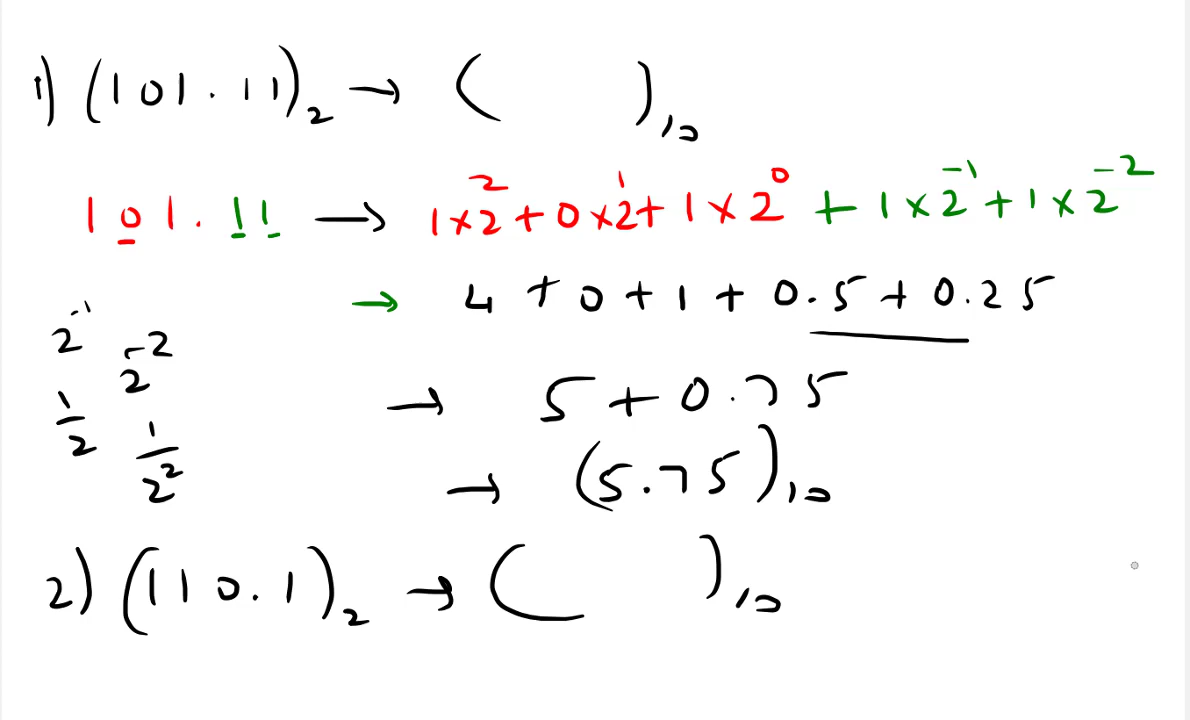 1) (101.11)₂ → (      )₁₀
101.11 → 1×2² + 0×2¹ + 1×2⁰ + 1×2⁻¹ + 1×2⁻²
→ 4 + 0 + 1 + 0.5 + 0.25
2⁻¹ 2⁻²
→ 5 + 0.75
1/2 1/2²
→ (5.75)₁₀
2) (110.1)₂ → (      )₁₀